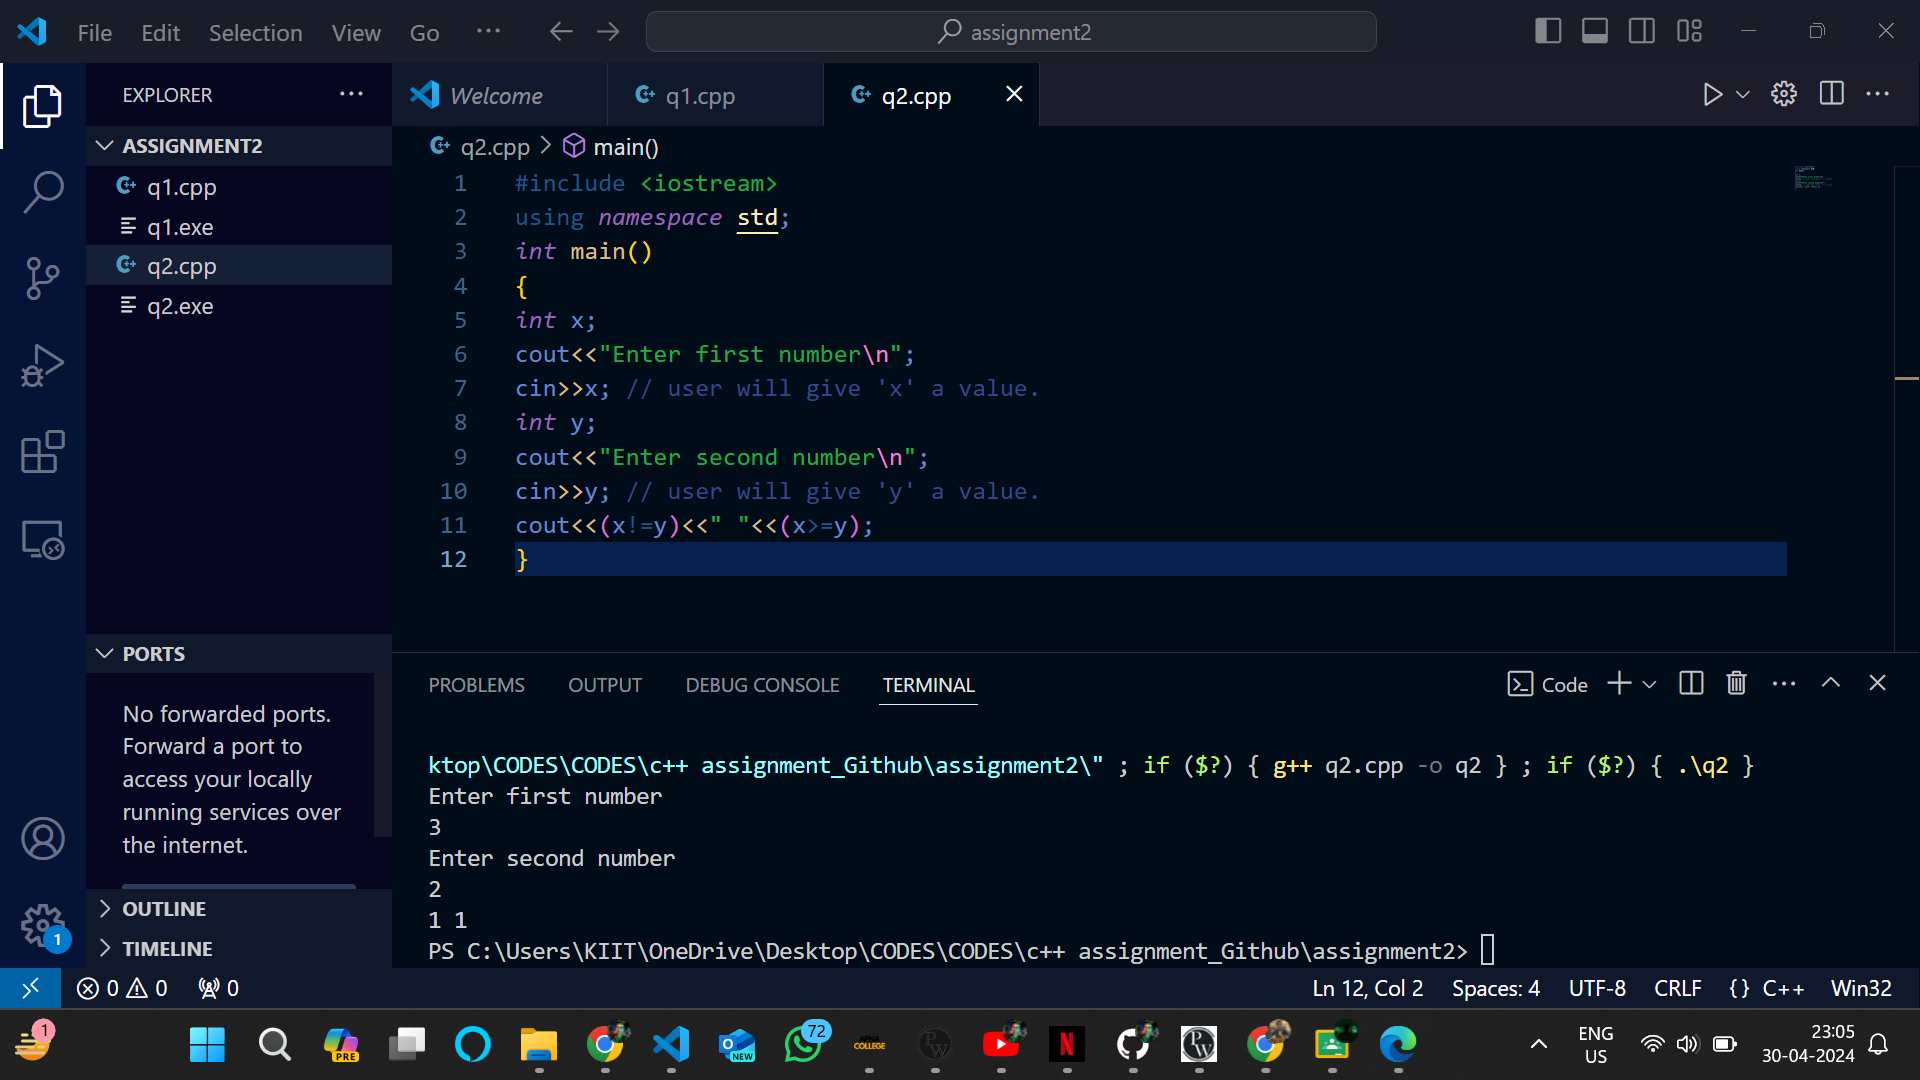 File Edit Selection View Go ··· assignment2
EXPLORER ···
Welcome q1.cpp q2.cpp
ASSIGNMENT2
q1.cpp
q1.exe
q2.cpp
q2.exe
q2.cpp > main()
1 #include <iostream>
2 using namespace std;
3 int main()
4 {
5 int x;
6 cout<<"Enter first number\n";
7 cin>>x; // user will give 'x' a value.
8 int y;
9 cout<<"Enter second number\n";
10 cin>>y; // user will give 'y' a value.
11 cout<<(x!=y)<<" "<<(x>=y);
12 }
PORTS
No forwarded ports.
Forward a port to
access your locally
running services over
the internet.
OUTLINE
TIMELINE
PROBLEMS OUTPUT DEBUG CONSOLE TERMINAL Code
ktop\CODES\CODES\c++ assignment_Github\assignment2\" ; if ($?) { g++ q2.cpp -o q2 } ; if ($?) { .\q2 }
Enter first number
3
Enter second number
2
1 1
PS C:\Users\KIIT\OneDrive\Desktop\CODES\CODES\c++ assignment_Github\assignment2>
1
0 0 0 Ln 12, Col 2 Spaces: 4 UTF-8 CRLF {} C++ Win32
1
PRE
NEW
72
APNA
COLLEGE
PW
N
PW
ENG
US
23:05
30-04-2024